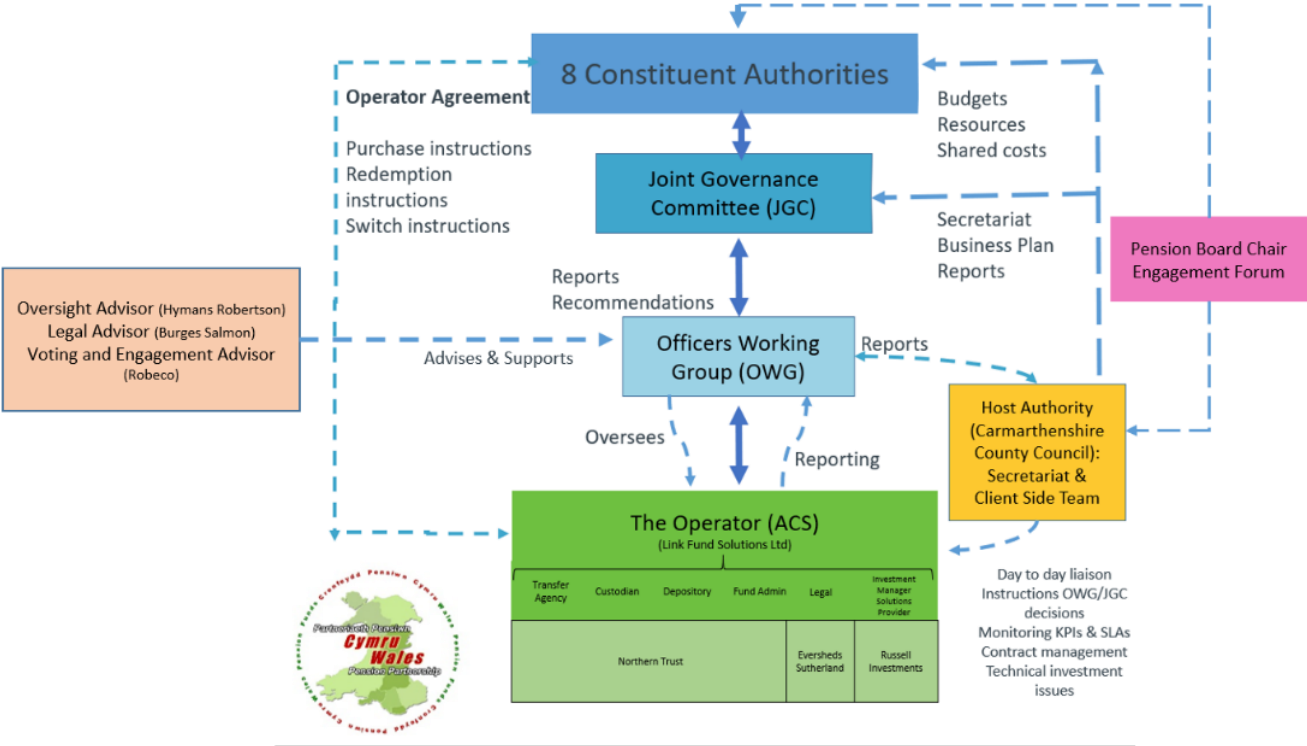 8 Constituent Authorities
Operator Agreement
Purchase instructions
Redemption
instructions
Switch instructions
Budgets
Resources
Shared costs
Joint Governance
Committee (JGC)
Secretariat
Business Plan
Reports
Pension Board Chair
Engagement Forum
Reports
Recommendations
Oversight Advisor (Hymans Robertson)
Legal Advisor (Burges Salmon)
Voting and Engagement Advisor
(Robeco)
Advises & Supports
Officers Working
Group (OWG)
Reports
Host Authority
(Carmarthenshire
County Council):
Secretariat &
Client Side Team
Oversees
Reporting
The Operator (ACS)
(Link Fund Solutions Ltd)
Transfer
Agency
Custodian
Depository
Fund Admin
Legal
Investment
Manager
Solutions
Provider
Northern Trust
Eversheds
Sutherland
Russell
Investments
Day to day liaison
Instructions OWG/JGC
decisions
Monitoring KPIs & SLAs
Contract management
Technical investment
issues
Partneriaeth Pensiwn
Cymru
Wales
Pension Partnership